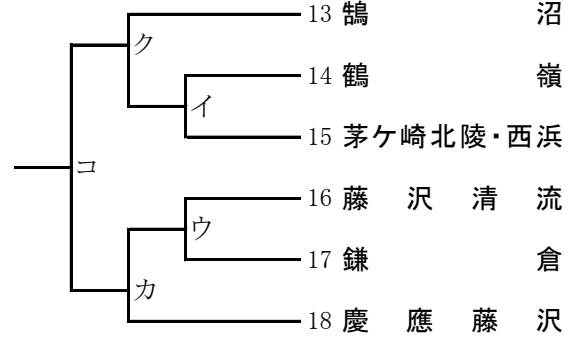 13 鵠沼
ク
14 鶴嶺
イ
15 茅ケ崎北陵・西浜
コ
16 藤沢清流
ウ
17 鎌倉
カ
18 慶應藤沢